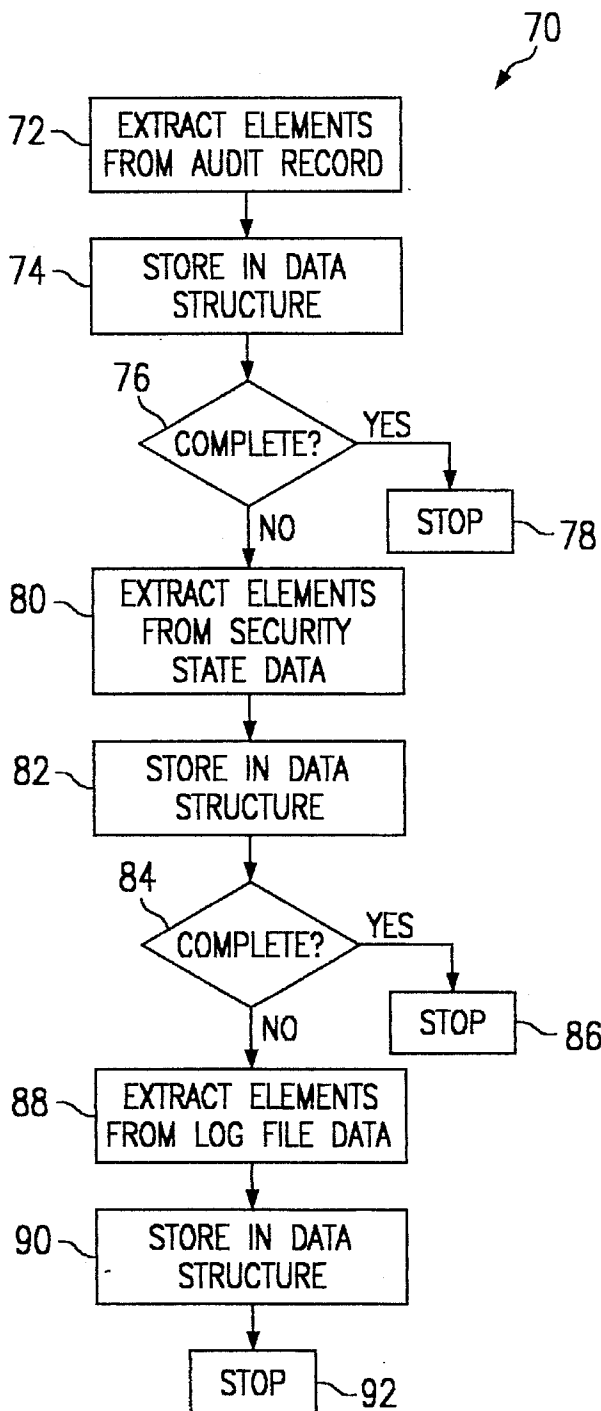 70
72
EXTRACT ELEMENTS
FROM AUDIT RECORD
74
STORE IN DATA
STRUCTURE
76
COMPLETE?
YES
STOP
78
NO
80
EXTRACT ELEMENTS
FROM SECURITY
STATE DATA
82
STORE IN DATA
STRUCTURE
84
COMPLETE?
YES
STOP
86
NO
88
EXTRACT ELEMENTS
FROM LOG FILE DATA
90
STORE IN DATA
STRUCTURE
STOP
92